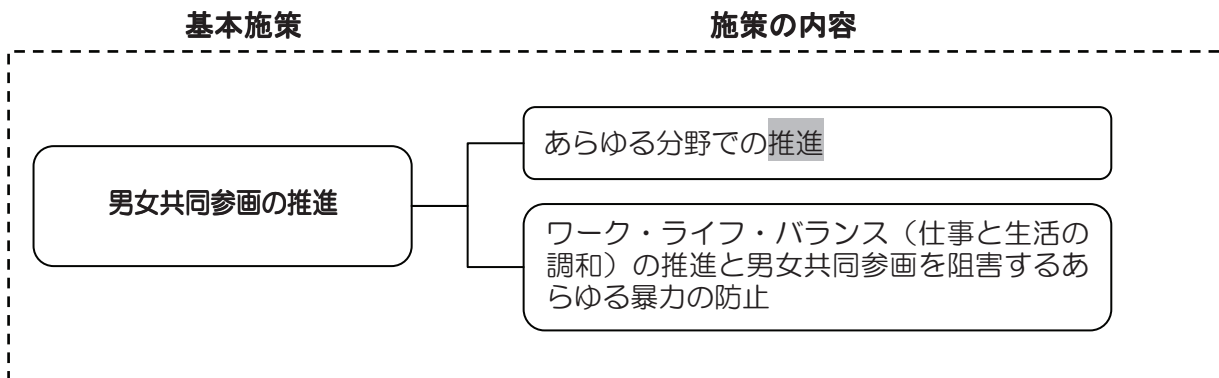 基本施策
施策の内容
男女共同参画の推進
あらゆる分野での推進
ワーク・ライフ・バランス（仕事と生活の
調和）の推進と男女共同参画を阻害するあ
らゆる暴力の防止